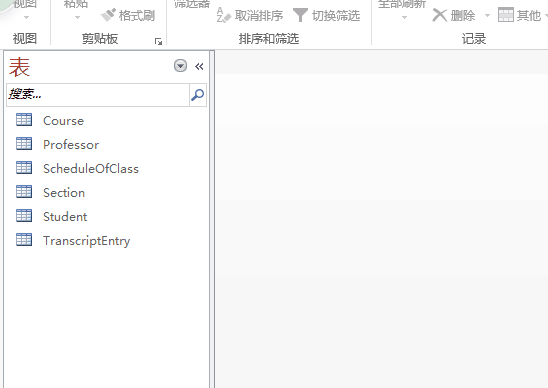 视图 粘贴 筛选器 全部刷新
格式刷 取消排序 切换筛选 删除 其他
视图 剪贴板 排序和筛选 记录
表
搜索...
Course
Professor
ScheduleOfClass
Section
Student
TranscriptEntry